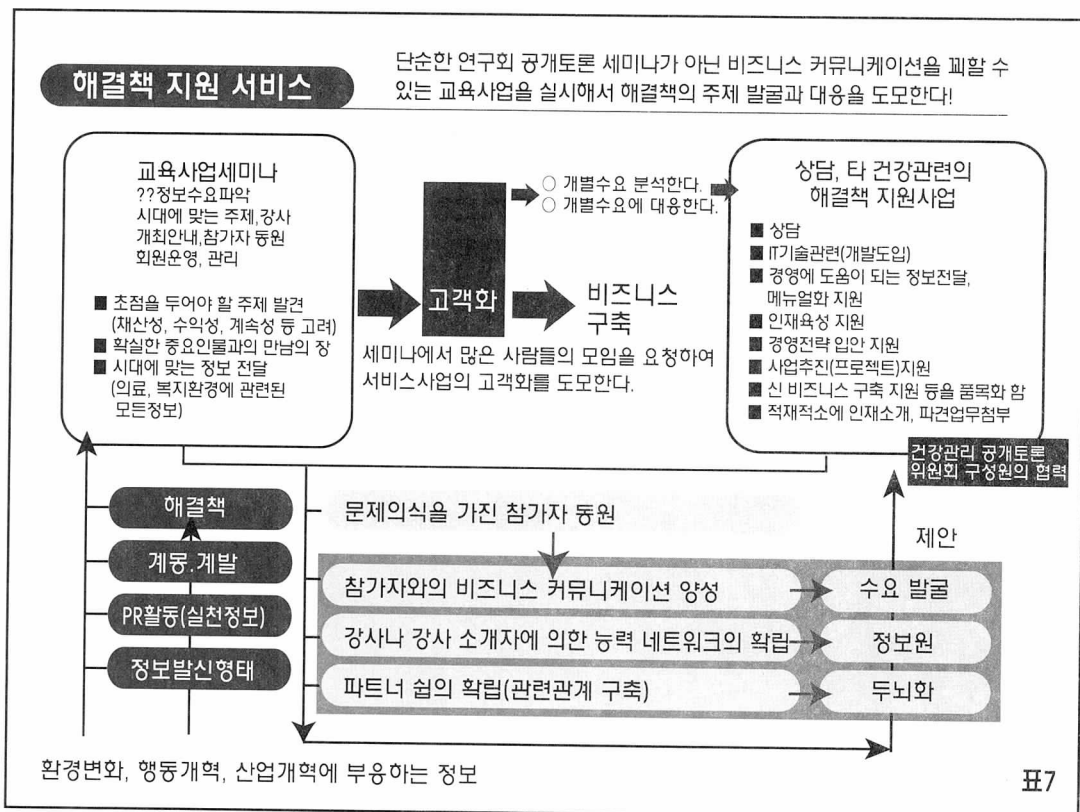 해결책 지원 서비스
단순한 연구회 공개토론 세미나가 아닌 비즈니스 커뮤니케이션을 꾀할 수
있는 교육사업을 실시해서 해결책의 주제 발굴과 대응을 도모한다!
교육사업세미나
??정보수요파악
시대에 맞는 주제,강사
개최안내,참가자 동원
회원운영, 관리
■ 초점을 두어야 할 주제 발견
(채산성, 수익성, 계속성 등 고려)
■ 확실한 중요인물과의 만남의 장
■ 시대에 맞는 정보 전달
(의료, 복지환경에 관련된
모든정보)
고객화
○ 개별수요 분석한다.
○ 개별수요에 대응한다.
비즈니스
구축
세미나에서 많은 사람들의 모임을 요청하여
서비스사업의 고객화를 도모한다.
상담, 타 건강관련의
해결책 지원사업
■ 상담
■ IT기술관련(개발도입)
■ 경영에 도움이 되는 정보전달,
메뉴얼화 지원
■ 인재육성 지원
■ 경영전략 입안 지원
■ 사업추진(프로젝트)지원
■ 신 비즈니스 구축 지원 등을 품목화 함
■ 적재적소에 인재소개, 파견업무첨부
건강관리 공개토론
위원회 구성원의 협력
해결책
계몽.계발
PR활동(실천정보)
정보발신형태
문제의식을 가진 참가자 동원
제안
참가자와의 비즈니스 커뮤니케이션 양성
수요 발굴
강사나 강사 소개자에 의한 능력 네트워크의 확립
정보원
파트너 쉽의 확립(관련관계 구축)
두뇌화
환경변화, 행동개혁, 산업개혁에 부응하는 정보
표7